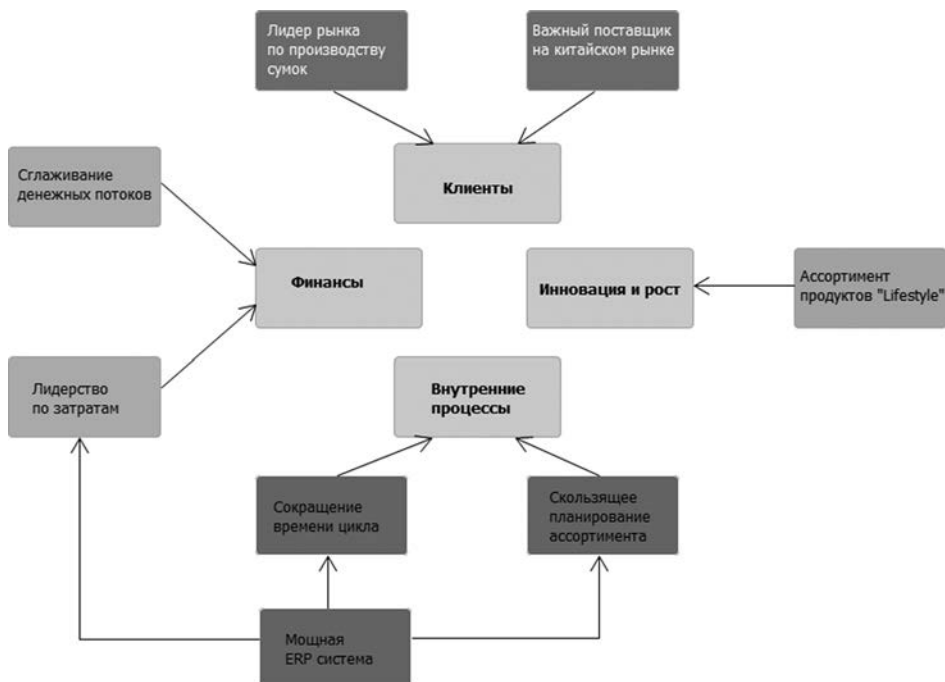 Лидер рынка
по производству
сумок
Важный поставщик
на китайском рынке
Клиенты
Сглаживание
денежных потоков
Финансы
Инновация и рост
Ассортимент
продуктов "Lifestyle"
Лидерство
по затратам
Внутренние
процессы
Сокращение
времени цикла
Скользящее
планирование
ассортимента
Мощная
ERP система